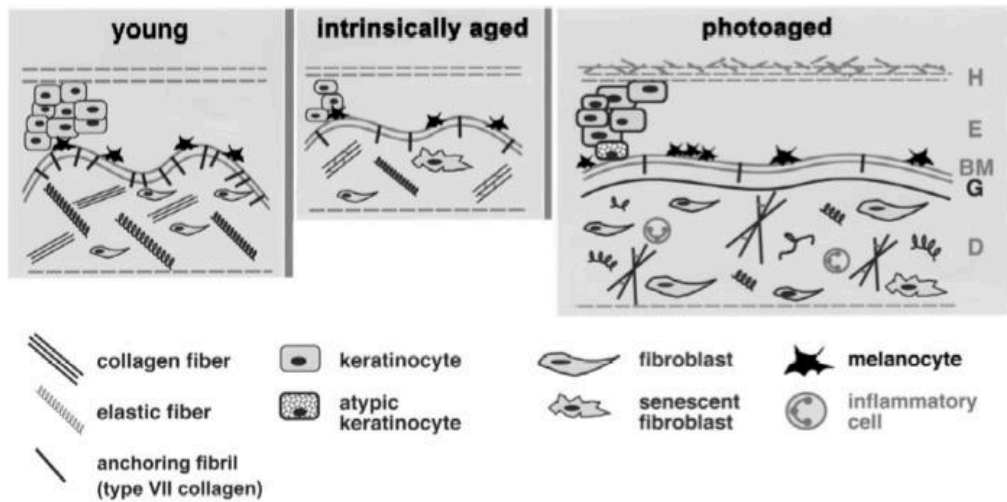 young
intrinsically aged
photoaged
H
E
BM
G
D
collagen fiber
keratinocyte
fibroblast
melanocyte
elastic fiber
atypic
keratinocyte
senescent
fibroblast
inflammatory
cell
anchoring fibril
(type VII collagen)